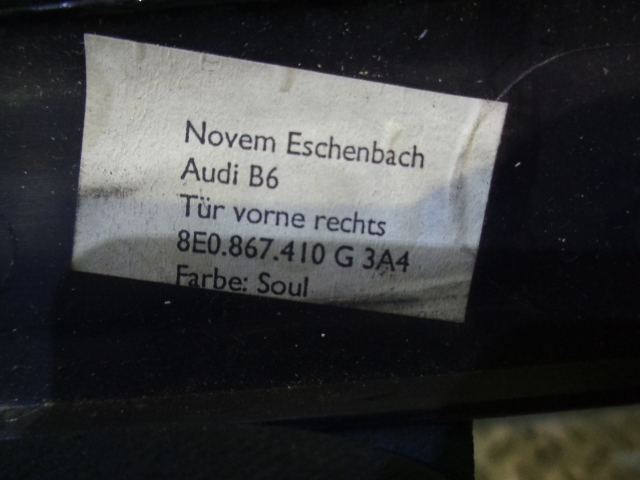 Novem Eschenbach
Audi B6
Tür vorne rechts
8E0.867.410 G 3A4
Farbe: Soul